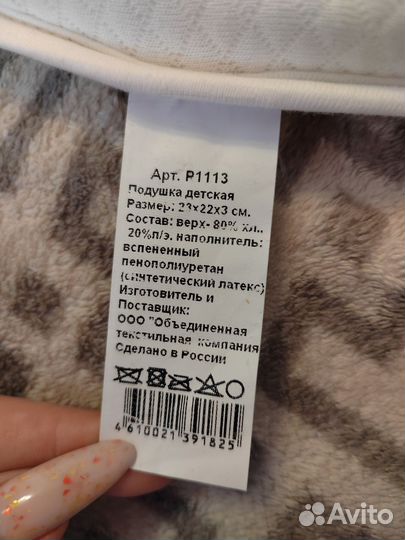 Арт. P1113
Подушка детская
Размер: 23х22х3 см.
Состав: верх- 80% Хл.,
20%п/э. наполнитель:
вспененный
пенополиуретан
(синтетический латекс)
Изготовитель и
Поставщик:
ООО "Объединенная
текстильная компания
Сделано в России
4610021391825
Avito